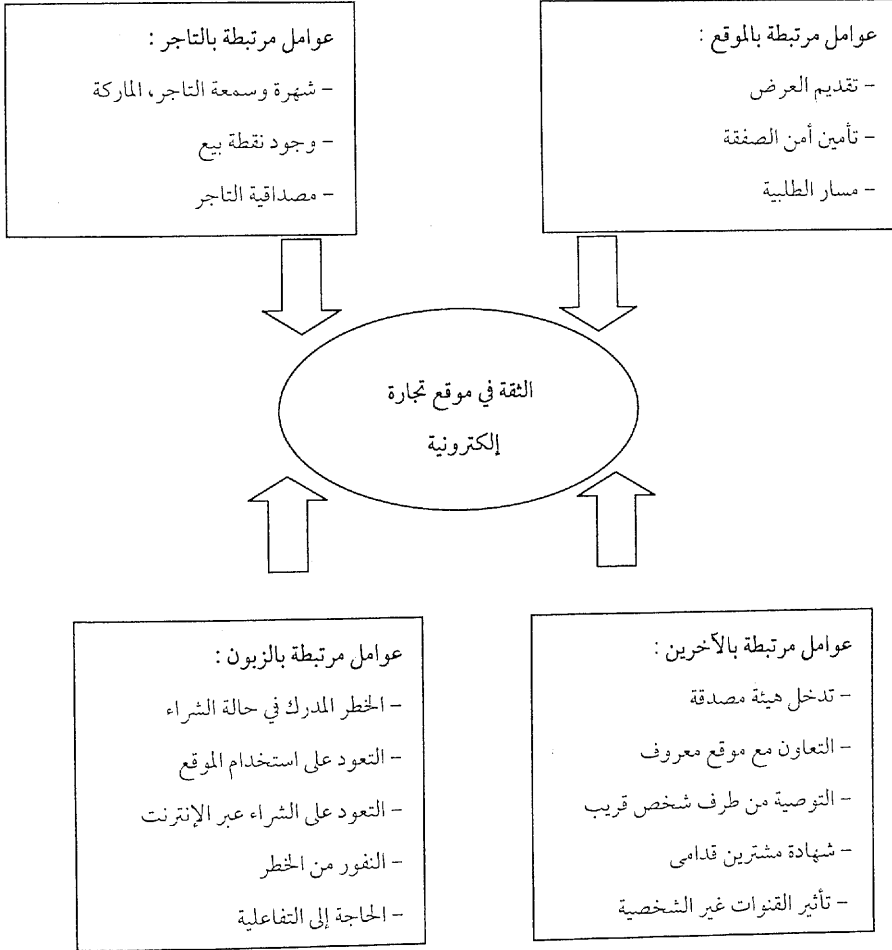 عوامل مرتبطة بالموقع :
- تقديم العرض
- تأمين أمن الصفقة
- مسار الطلبية
عوامل مرتبطة بالتاجر :
- شهرة وسمعة التاجر، الماركة
- وجود نقطة بيع
- مصداقية التاجر
الثقة في موقع تجارة
إلكترونية
عوامل مرتبطة بالآخرين :
- تدخل هيئة مصدقة
- التعاون مع موقع معروف
- التوصية من طرف شخص قريب
- شهادة مشترين قدامى
- تأثير القنوات غير الشخصية
عوامل مرتبطة بالزبون :
- الخطر المدرك في حالة الشراء
- التعود على استخدام الموقع
- التعود على الشراء عبر الإنترنت
- النفور من الخطر
- الحاجة إلى التفاعلية